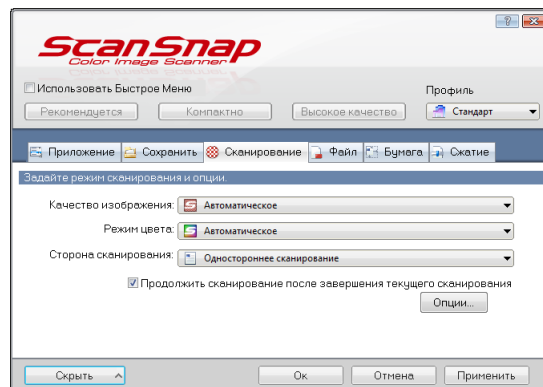 ScanSnap
Color Image Scanner
Использовать Быстрое Меню
Профиль
Рекомендуется Компактно Высокое качество Стандарт
Приложение Сохранить Сканирование Файл Бумага Сжатие
Задайте режим сканирования и опции.
Качество изображения: Автоматическое
Режим цвета: Автоматическое
Сторона сканирования: Одностороннее сканирование
Продолжить сканирование после завершения текущего сканирования
Опции...
Скрыть Ок Отмена Применить